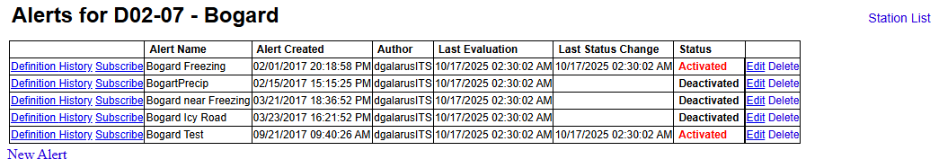 Alerts for D02-07 - Bogard
Station List
Alert Name Alert Created Author Last Evaluation Last Status Change Status
Definition History Subscribe Bogard Freezing 02/01/2017 20:18:58 PM dgalarusITS 10/17/2025 02:30:02 AM 10/17/2025 02:30:02 AM Activated Edit Delete
Definition History Subscribe BogartPrecip 02/15/2017 15:15:25 PM dgalarusITS 10/17/2025 02:30:02 AM Deactivated Edit Delete
Definition History Subscribe Bogard near Freezing 03/21/2017 18:36:52 PM dgalarusITS 10/17/2025 02:30:02 AM Deactivated Edit Delete
Definition History Subscribe Bogard Icy Road 03/23/2017 16:21:52 PM dgalarusITS 10/17/2025 02:30:02 AM Deactivated Edit Delete
Definition History Subscribe Bogard Test 09/21/2017 09:40:26 AM dgalarusITS 10/17/2025 02:30:02 AM 10/17/2025 02:30:02 AM Activated Edit Delete
New Alert